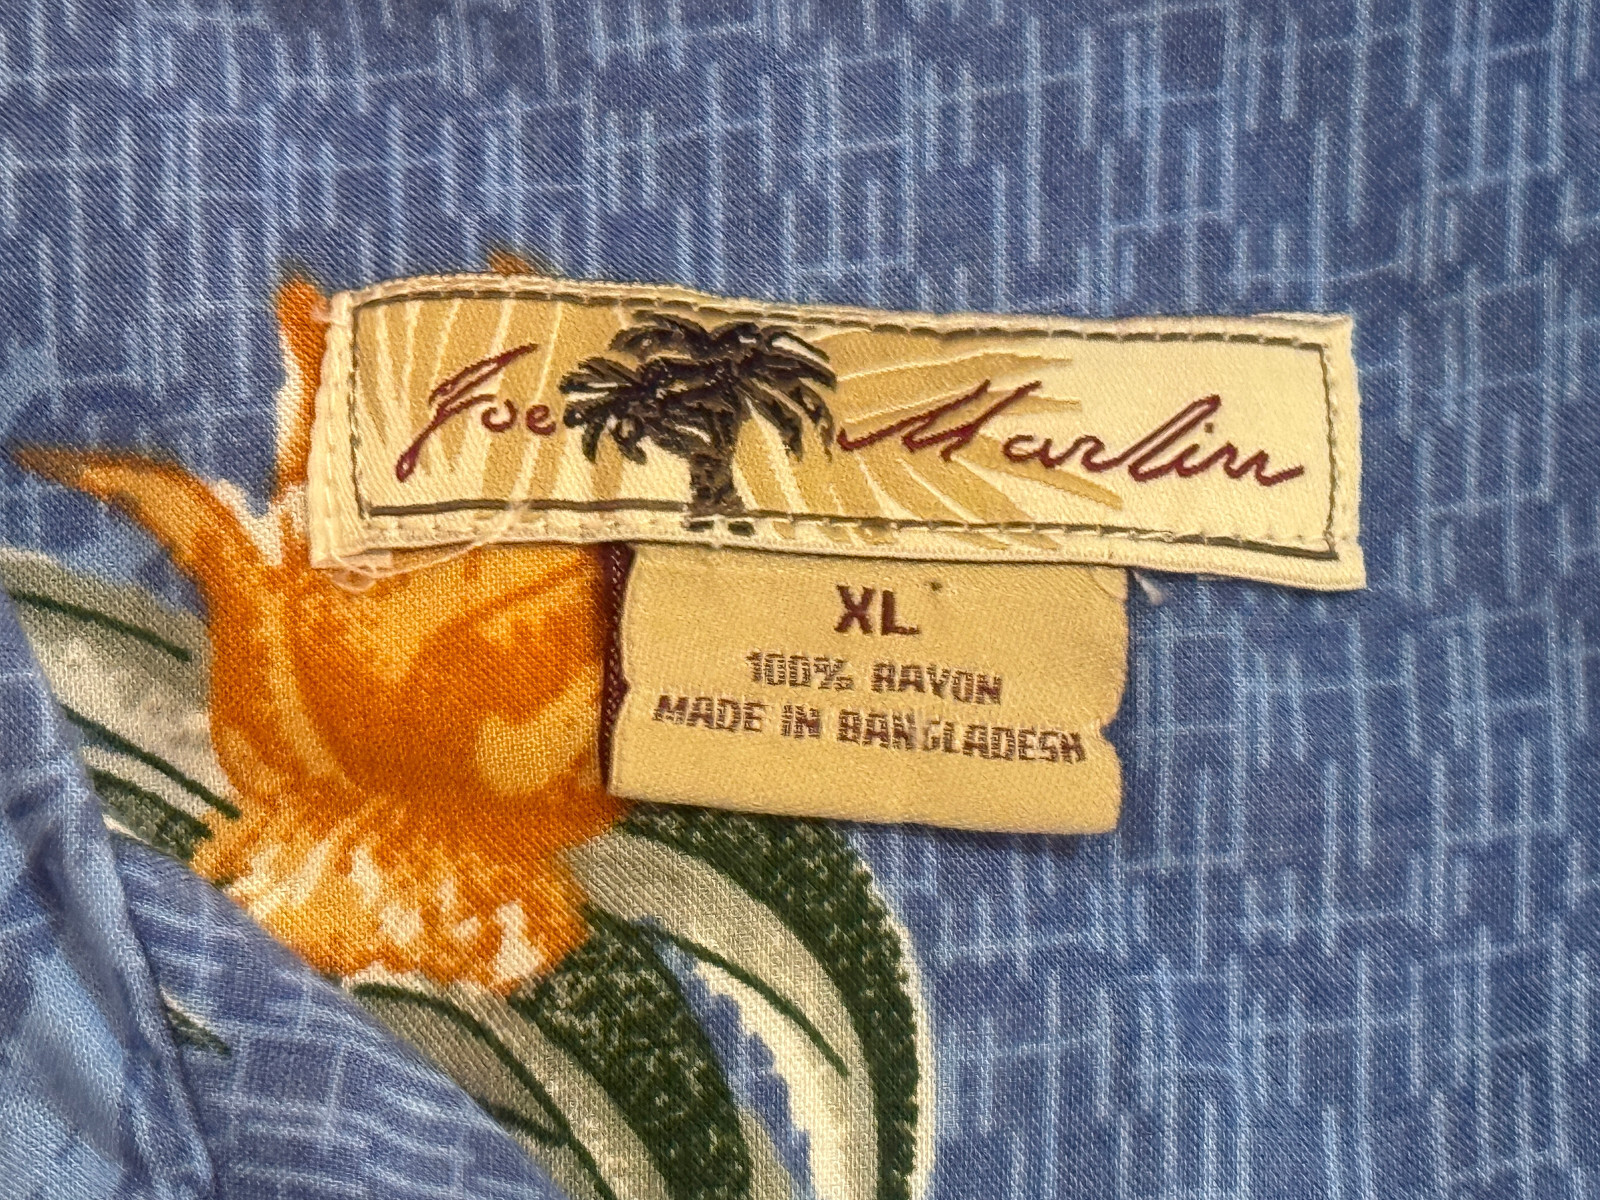 Joe Marlin
XL
100% RAYON
MADE IN BANGLADESH